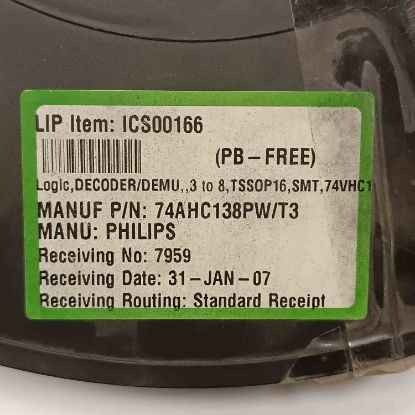 LIP Item: ICS00166
(PB-FREE)
Logic,DECODER/DEMU,,3 to 8,TSSOP16,SMT,74VHC1
MANUF P/N: 74AHC138PW/T3
MANU: PHILIPS
Receiving No: 7959
Receiving Date: 31-JAN-07
Receiving Routing: Standard Receipt